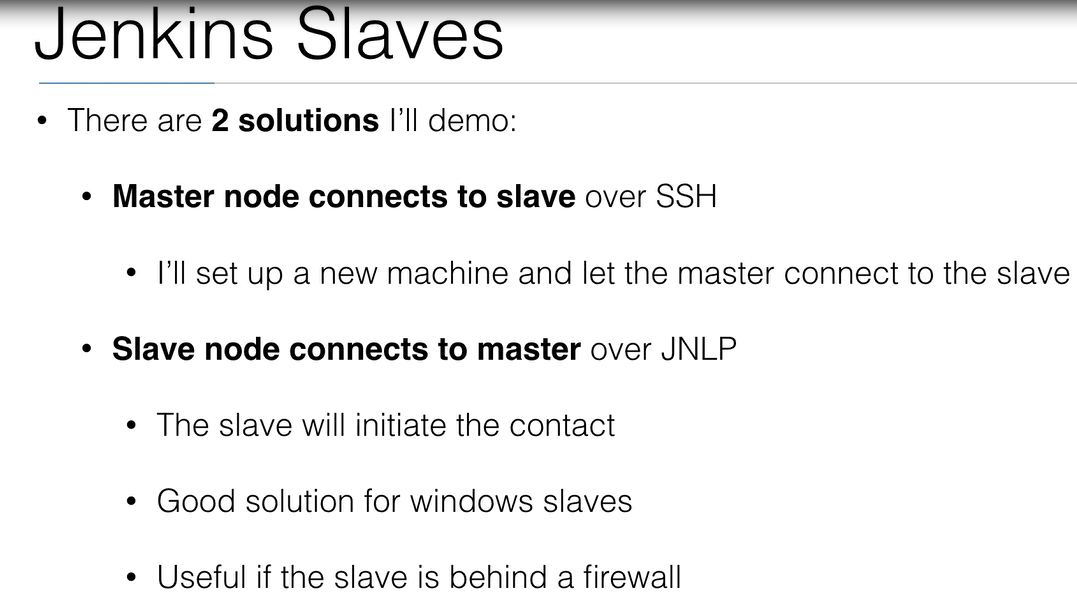 Jenkins Slaves
• There are 2 solutions I'll demo:
• Master node connects to slave over SSH
• I'll set up a new machine and let the master connect to the slave
• Slave node connects to master over JNLP
• The slave will initiate the contact
• Good solution for windows slaves
• Useful if the slave is behind a firewall